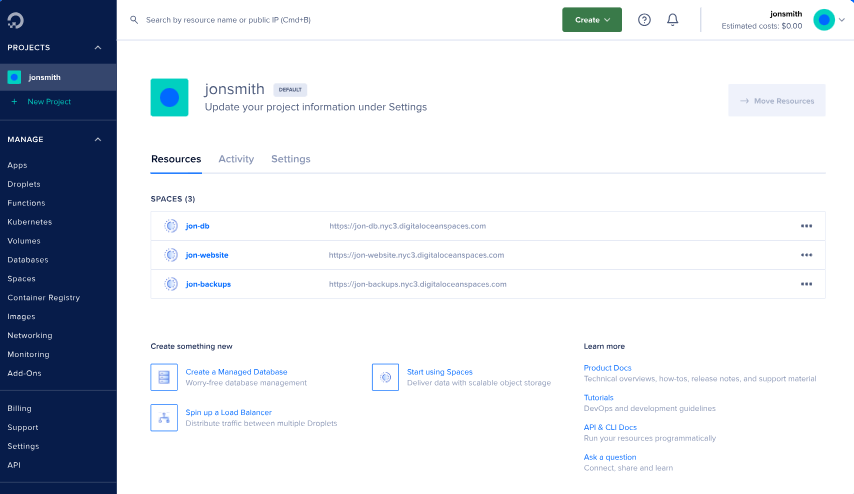 Search by resource name or public IP (Cmd+B)
Create
jonsmith
Estimated costs: $0.00
PROJECTS
jonsmith
+ New Project
MANAGE
Apps
Droplets
Functions
Kubernetes
Volumes
Databases
Spaces
Container Registry
Images
Networking
Monitoring
Add-Ons
Billing
Support
Settings
API
jonsmith DEFAULT
Update your project information under Settings
→ Move Resources
Resources Activity Settings
SPACES (3)
jon-db https://jon-db.nyc3.digitaloceanspaces.com
jon-website https://jon-website.nyc3.digitaloceanspaces.com
jon-backups https://jon-backups.nyc3.digitaloceanspaces.com
Create something new
Create a Managed Database
Worry-free database management
Start using Spaces
Deliver data with scalable object storage
Spin up a Load Balancer
Distribute traffic between multiple Droplets
Learn more
Product Docs
Technical overviews, how-tos, release notes, and support material
Tutorials
DevOps and development guidelines
API & CLI Docs
Run your resources programmatically
Ask a question
Connect, share and learn